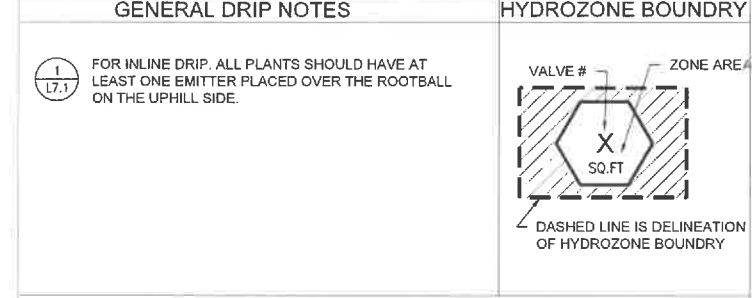 GENERAL DRIP NOTES
HYDROZONE BOUNDRY
1
L7.1
FOR INLINE DRIP. ALL PLANTS SHOULD HAVE AT
LEAST ONE EMITTER PLACED OVER THE ROOTBALL
ON THE UPHILL SIDE.
VALVE #
ZONE AREA
X
SQ.FT
DASHED LINE IS DELINEATION
OF HYDROZONE BOUNDRY